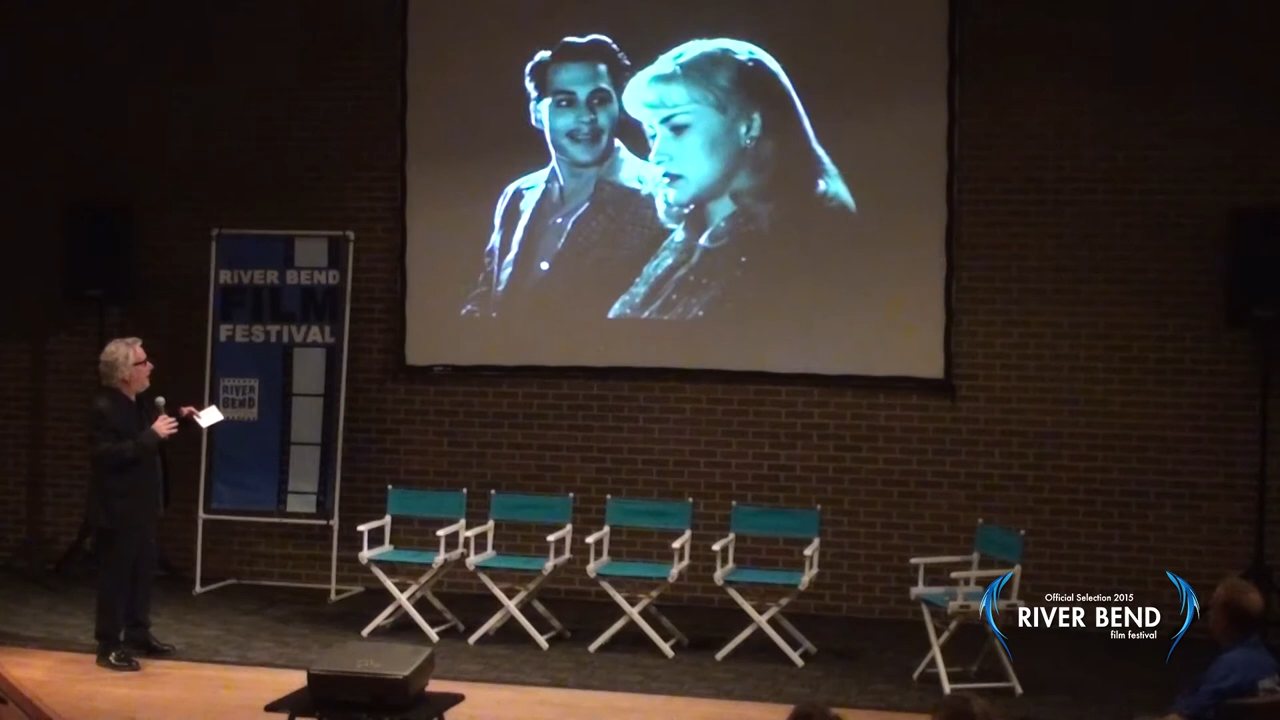 RIVER BEND
FILM
FESTIVAL
RIVER
BEND
Official Selection 2015
RIVER BEND
film festival